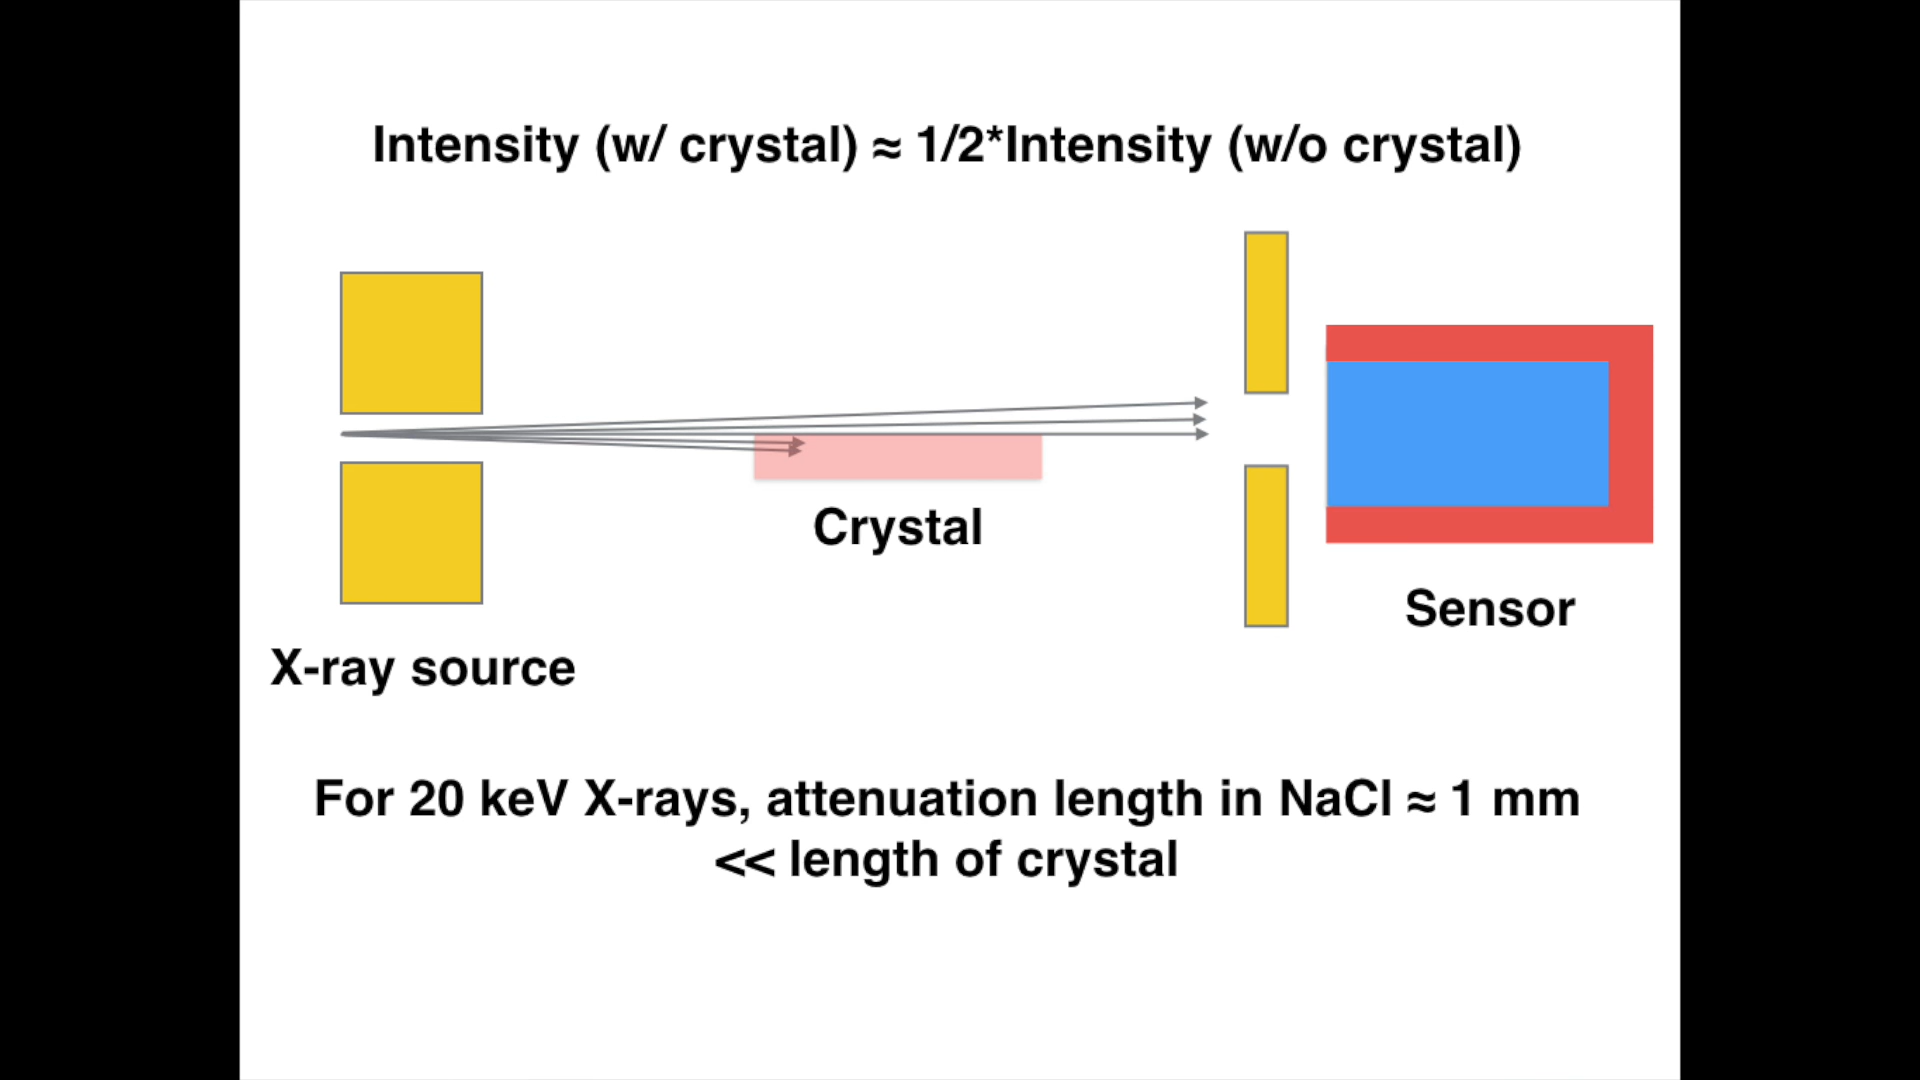 Intensity (w/ crystal) ≈ 1/2*Intensity (w/o crystal)
Crystal
Sensor
X-ray source
For 20 keV X-rays, attenuation length in NaCl ≈ 1 mm
<< length of crystal